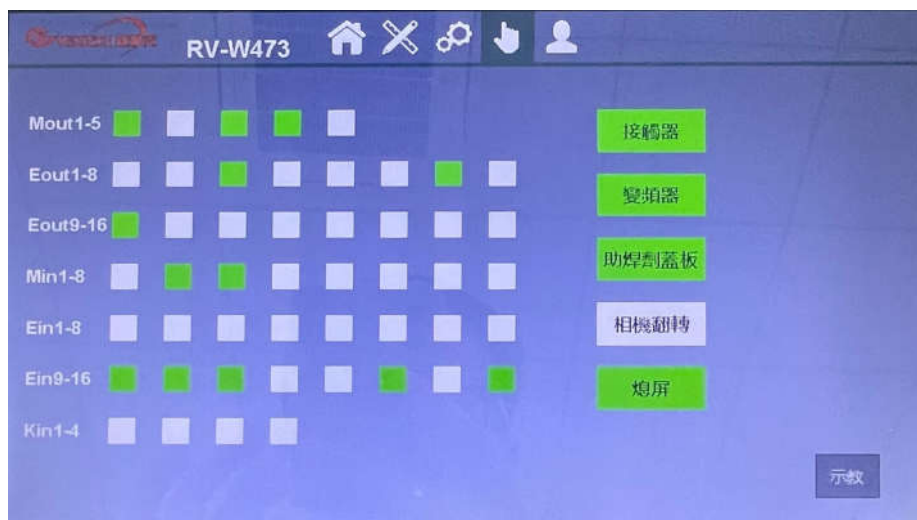 RV-W473
Mout1-5
接觸器
Eout1-8
變頻器
Eout9-16
Min1-8
助焊劑蓋板
Ein1-8
相機翻轉
Ein9-16
熄屏
Kin1-4
示教